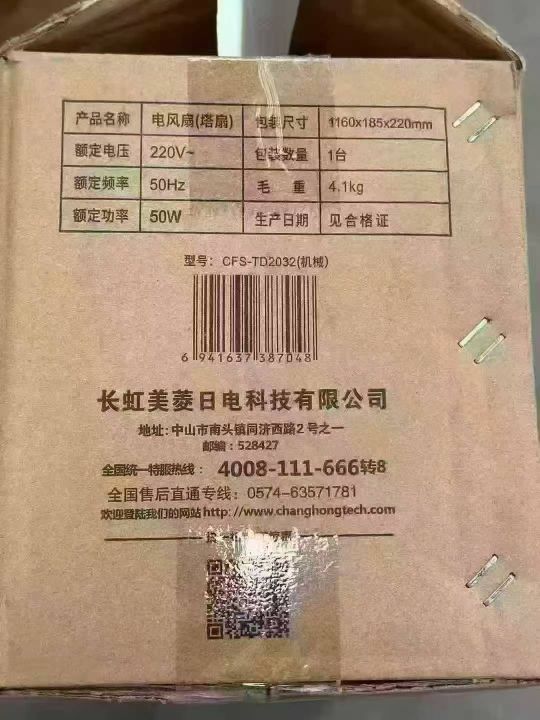 产品名称 电风扇(塔扇) 包装尺寸 1160x185x220mm
额定电压 220V~ 包装数量 1台
额定频率 50Hz 毛 重 4.1kg
额定功率 50W 生产日期 见合格证
型号: CFS-TD2032(机械)
6 941637 387048
长虹美菱日电科技有限公司
地址: 中山市南头镇同济西路2号之一
邮编: 528427
全国统一特服热线: 4008-111-666转8
全国售后直通专线: 0574-63571781
欢迎登陆我们的网站http://www.changhongtech.com